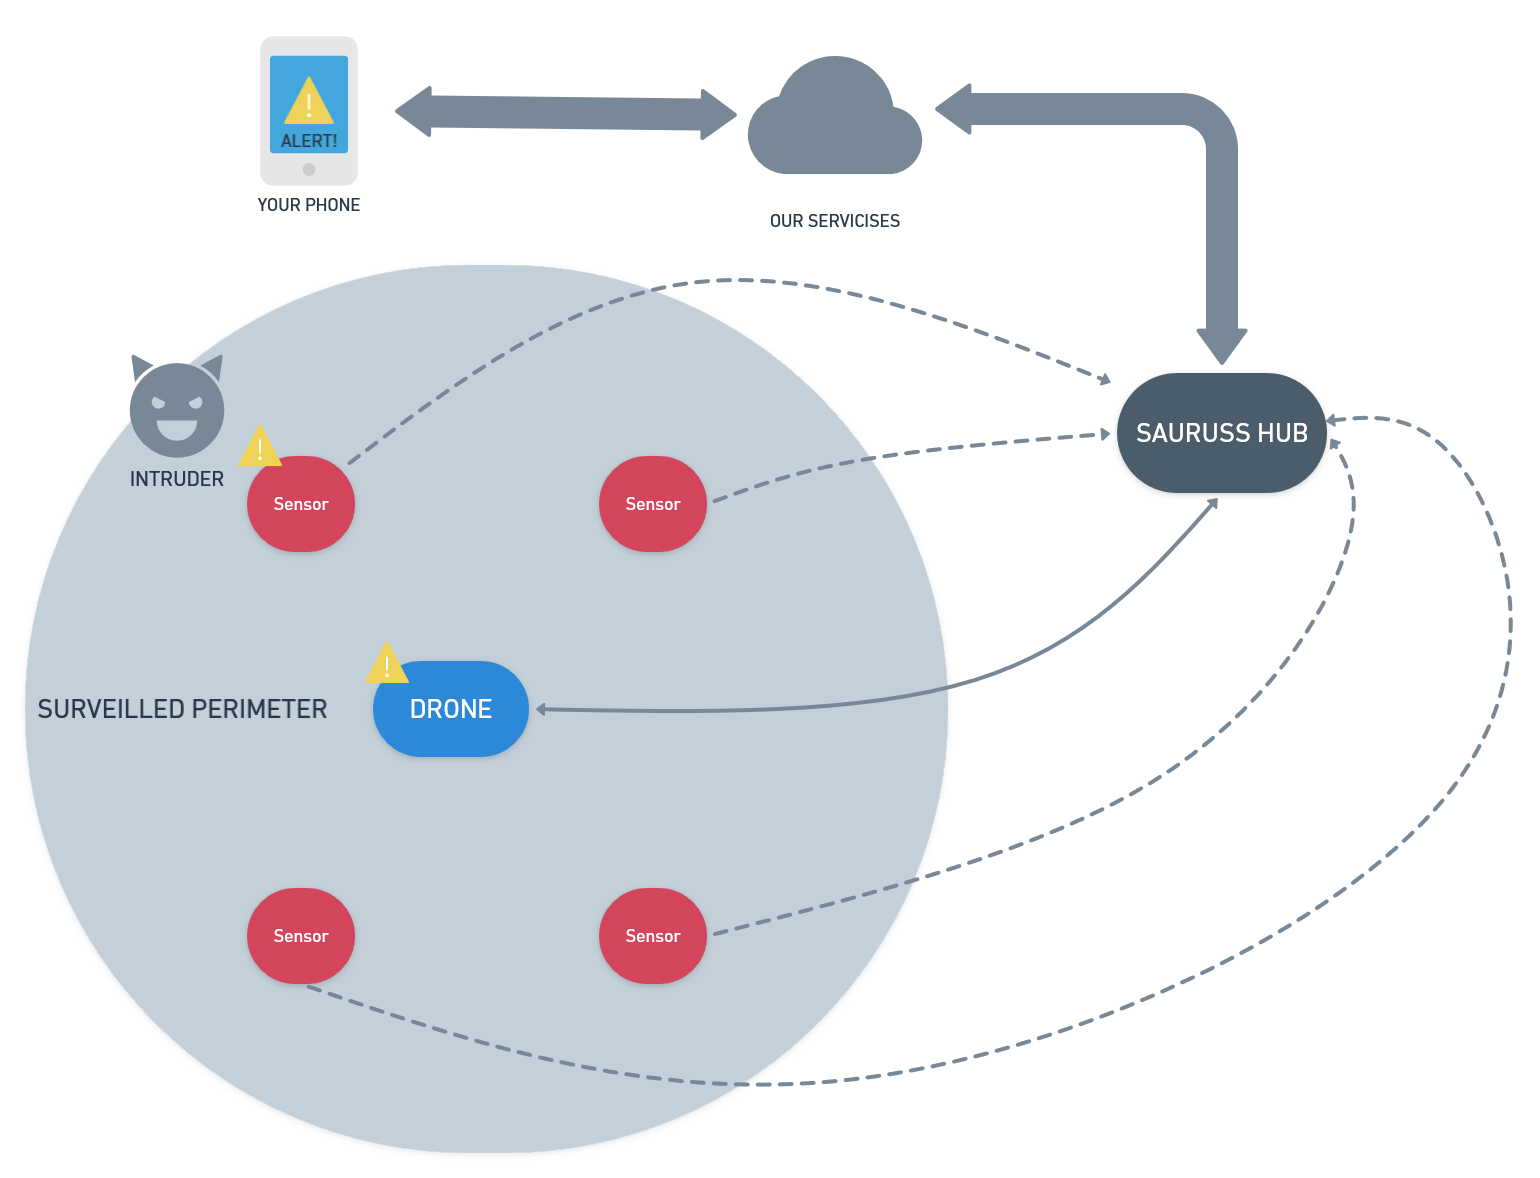 ALERT!
YOUR PHONE
OUR SERVICISES
INTRUDER
SAURUSS HUB
Sensor
Sensor
SURVEILLED PERIMETER
DRONE
Sensor
Sensor